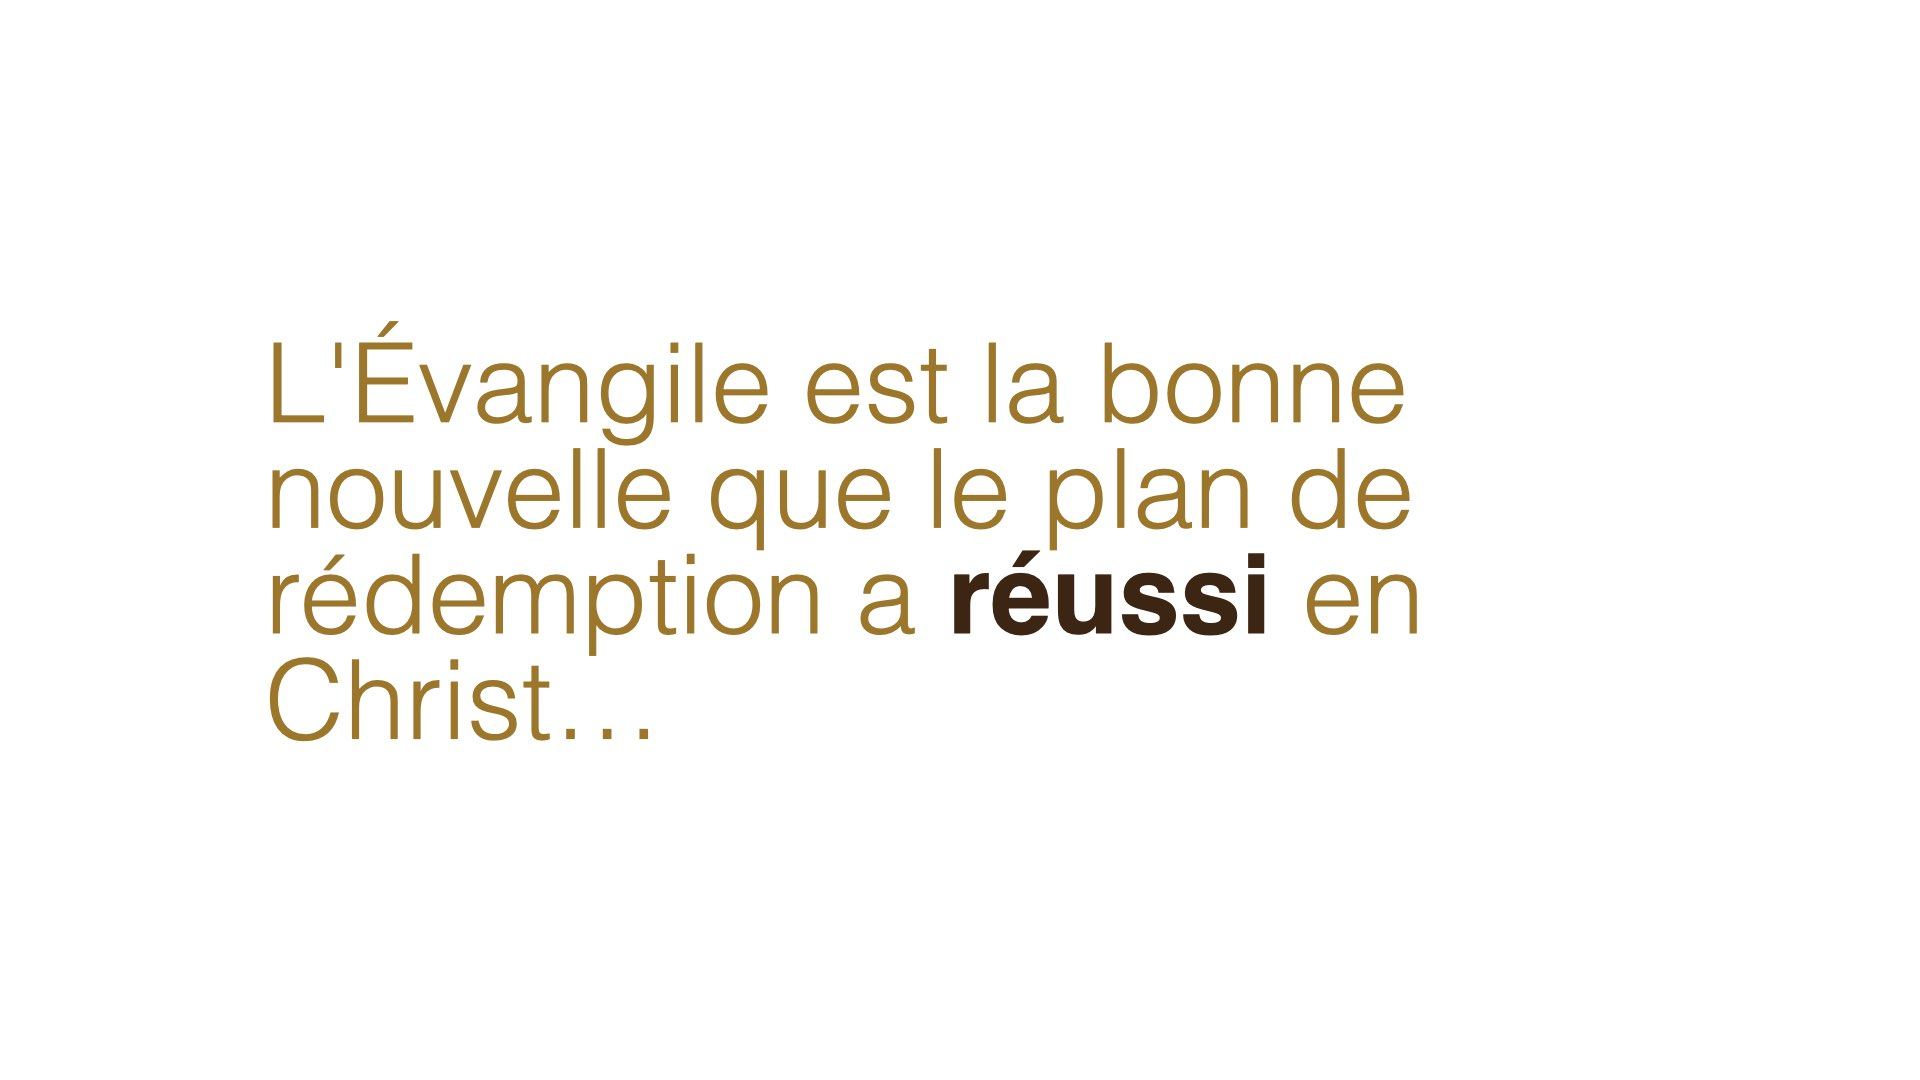 L'Évangile est la bonne
nouvelle que le plan de
rédemption a réussi en
Christ…